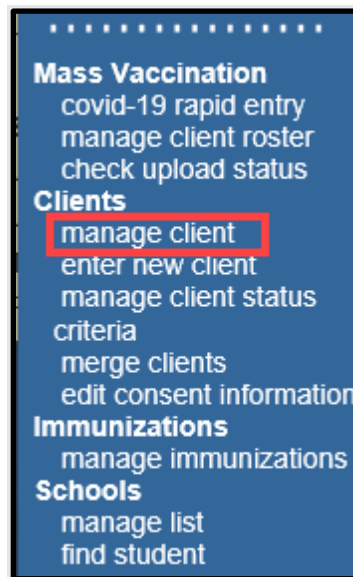 Mass Vaccination
covid-19 rapid entry
manage client roster
check upload status
Clients
manage client
enter new client
manage client status
criteria
merge clients
edit consent information
Immunizations
manage immunizations
Schools
manage list
find student